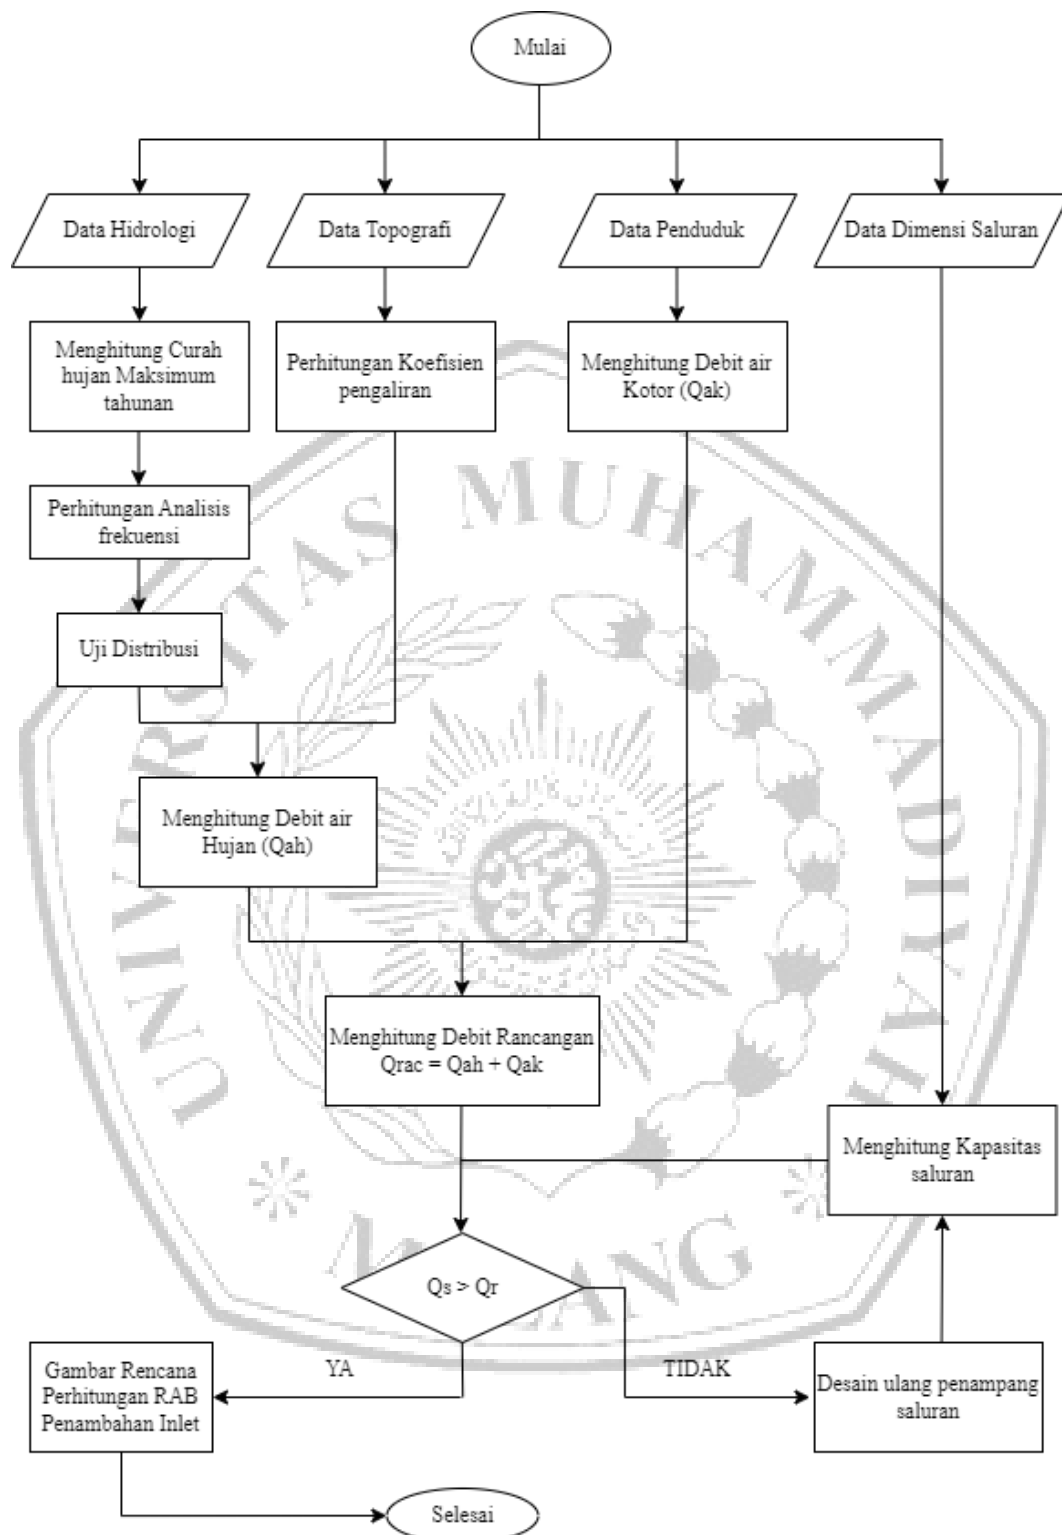 Mulai
Data Hidrologi
Data Topografi
Data Penduduk
Data Dimensi Saluran
Menghitung Curah
hujan Maksimum
tahunan
Perhitungan Koefisien
pengaliran
Menghitung Debit air
Kotor (Qak)
Perhitungan Analisis
frekuensi
Uji Distribusi
Menghitung Debit air
Hujan (Qah)
Menghitung Debit Rancangan
Qrac = Qah + Qak
Menghitung Kapasitas
saluran
Qs > Qr
YA
TIDAK
Gambar Rencana
Perhitungan RAB
Penambahan Inlet
Desain ulang penampang
saluran
Selesai
UNIVERSITAS MUHAMMADIYAH